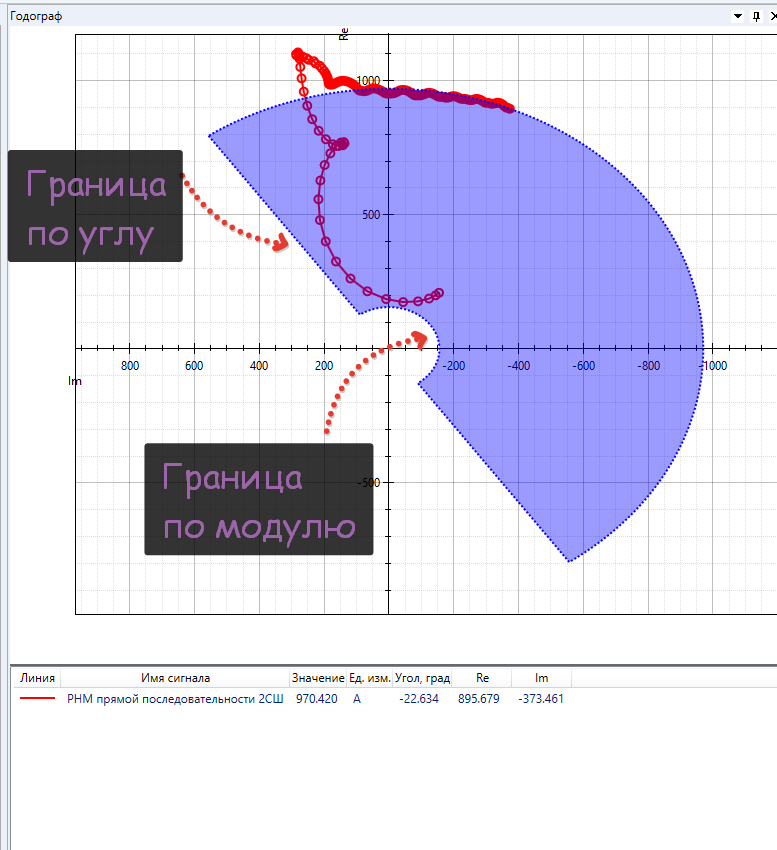 Годограф
Re
1000
500
800 600 400 200 -200 -400 -600 -800 -1000
Im
-500
Граница
по углу
Граница
по модулю
Линия Имя сигнала Значение Ед. изм. Угол, град Re Im
РНМ прямой последовательности 2СШ 970.420 А -22.634 895.679 -373.461